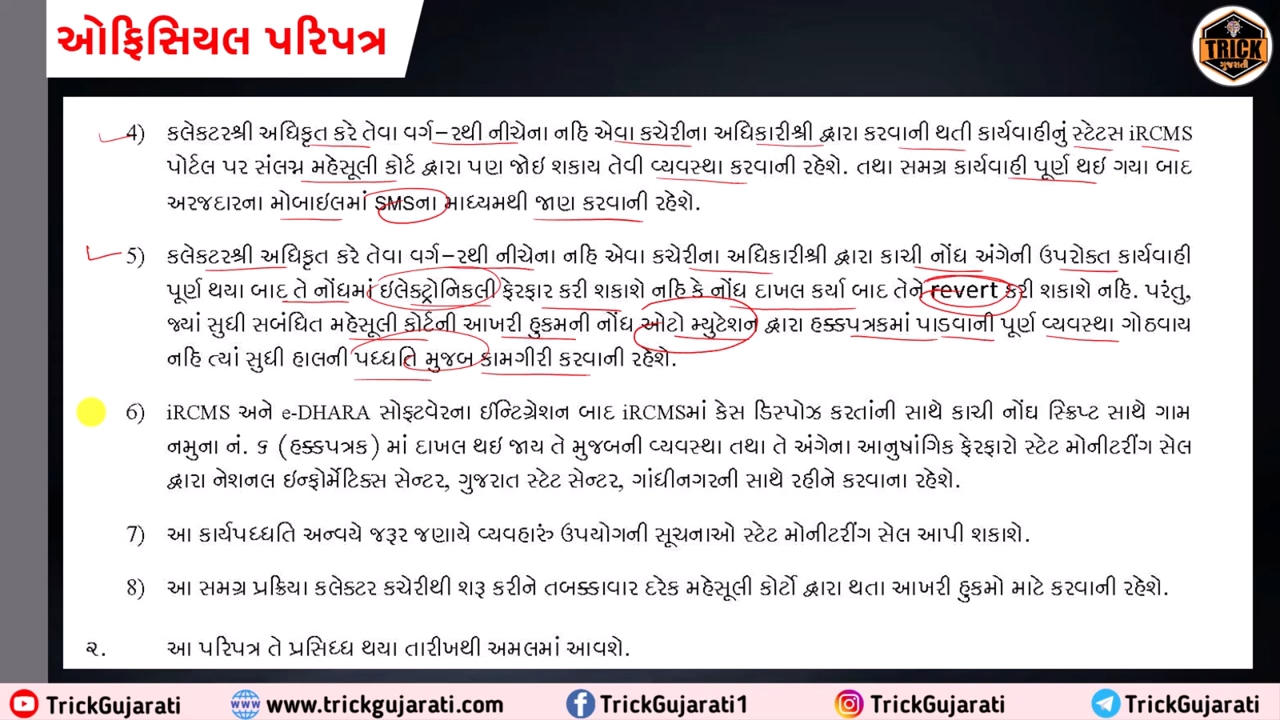 ઓફિસિયલ પરિપત્ર
TRICK
ગુજરાતી
4) કલેકટરશ્રી અધિકૃત કરે તેવા વર્ગ–૨થી નીચેના નહિ એવા કચેરીના અધિકારીશ્રી દ્વારા કરવાની થતી કાર્યવાહીનું સ્ટેટસ iRCMS
પોર્ટલ પર સંલગ્ન મહેસૂલી કોર્ટ દ્વારા પણ જોઇ શકાય તેવી વ્યવસ્થા કરવાની રહેશે. તથા સમગ્ર કાર્યવાહી પૂર્ણ થઇ ગયા બાદ
અરજદારના મોબાઇલમાં SMSના માધ્યમથી જાણ કરવાની રહેશે.
5) કલેકટરશ્રી અધિકૃત કરે તેવા વર્ગ–૨થી નીચેના નહિ એવા કચેરીના અધિકારીશ્રી દ્વારા કાચી નોંધ અંગેની ઉપરોક્ત કાર્યવાહી
પૂર્ણ થયા બાદ તે નોંધમાં ઇલેક્ટ્રોનિકલી ફેરફાર કરી શકાશે નહિ કે નોંધ દાખલ કર્યા બાદ તેને revert કરી શકાશે નહિ. પરંતુ,
જ્યાં સુધી સબંધિત મહેસૂલી કોર્ટની આખરી હુકમની નોંધ ઓટો મ્યુટેશન દ્વારા હક્કપત્રકમાં પાડવાની પૂર્ણ વ્યવસ્થા ગોઠવાય
નહિ ત્યાં સુધી હાલની પધ્ધતિ મુજબ કામગીરી કરવાની રહેશે.
6) iRCMS અને e-DHARA સોફ્ટવેરના ઈન્ટિગ્રેશન બાદ iRCMSમાં કેસ ડિસ્પોઝ કરતાંની સાથે કાચી નોંધ સ્ક્રિપ્ટ સાથે ગામ
નમુના નં. ૬ (હક્કપત્રક) માં દાખલ થઇ જાય તે મુજબની વ્યવસ્થા તથા તે અંગેના આનુષાંગિક ફેરફારો સ્ટેટ મોનીટરીંગ સેલ
દ્વારા નેશનલ ઇન્ફોર્મેટિક્સ સેન્ટર, ગુજરાત સ્ટેટ સેન્ટર, ગાંધીનગરની સાથે રહીને કરવાના રહેશે.
7) આ કાર્યપધ્ધતિ અન્વયે જરૂર જણાયે વ્યવહારું ઉપયોગની સૂચનાઓ સ્ટેટ મોનીટરીંગ સેલ આપી શકાશે.
8) આ સમગ્ર પ્રક્રિયા કલેક્ટર કચેરીથી શરૂ કરીને તબક્કાવાર દરેક મહેસૂલી કોર્ટો દ્વારા થતા આખરી હુકમો માટે કરવાની રહેશે.
૨. આ પરિપત્ર તે પ્રસિધ્ધ થયા તારીખથી અમલમાં આવશે.
TrickGujarati www.trickgujarati.com TrickGujarati1 TrickGujarati TrickGujarati